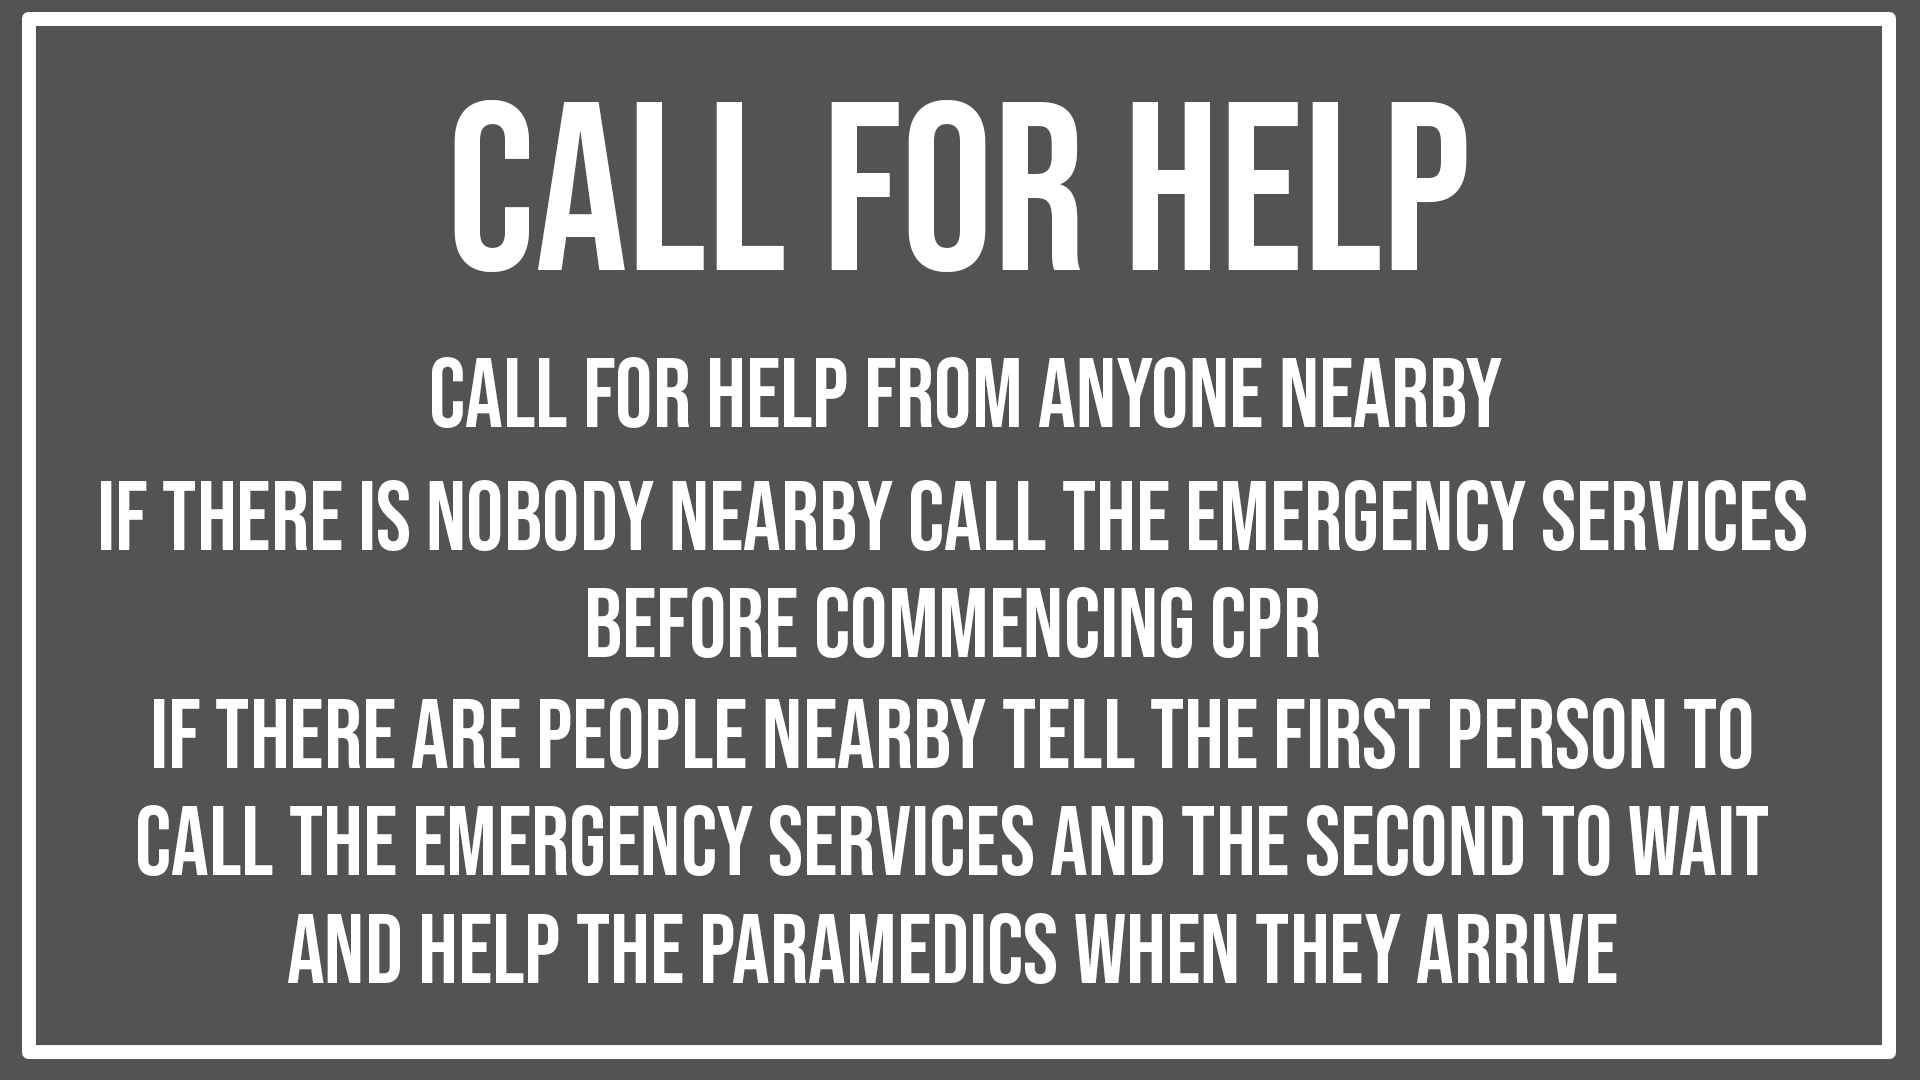 CALL FOR HELP
CALL FOR HELP FROM ANYONE NEARBY
IF THERE IS NOBODY NEARBY CALL THE EMERGENCY SERVICES
BEFORE COMMENCING CPR
IF THERE ARE PEOPLE NEARBY TELL THE FIRST PERSON TO
CALL THE EMERGENCY SERVICES AND THE SECOND TO WAIT
AND HELP THE PARAMEDICS WHEN THEY ARRIVE